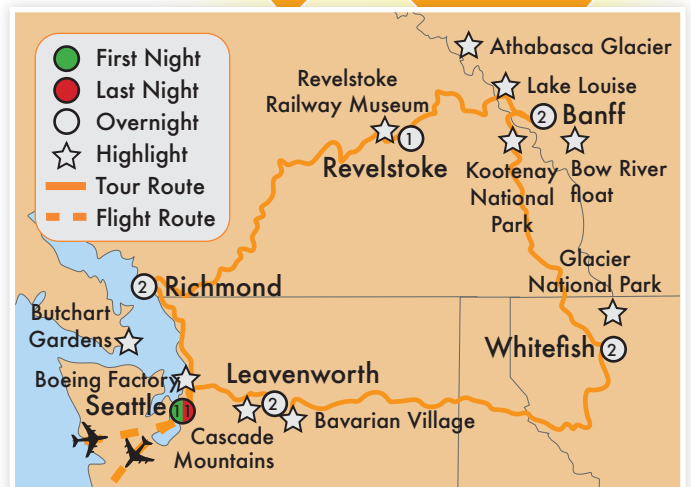 First Night
Last Night
Overnight
Highlight
Tour Route
Flight Route
Athabasca Glacier
Lake Louise
2 Banff
Revelstoke
Railway Museum
1
Revelstoke
Kootenay
National
Park
Bow River
float
Glacier
National Park
2 Richmond
Butchart
Gardens
Whitefish 2
Boeing Factory
Leavenworth
2
Seattle 1 1
Bavarian Village
Cascade
Mountains